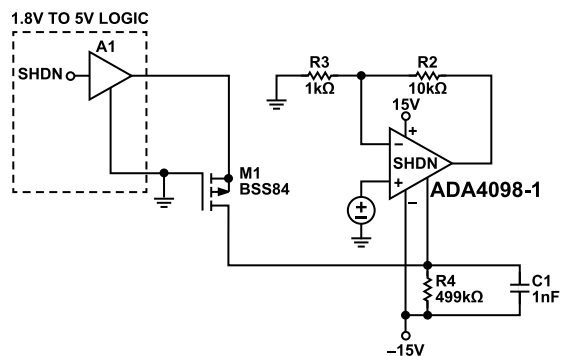 1.8V TO 5V LOGIC
A1
SHDN
R3
1kΩ
R2
10kΩ
15V
+
−
SHDN
+
−
ADA4098-1
+
−
M1
BSS84
R4
499kΩ
C1
1nF
–15V